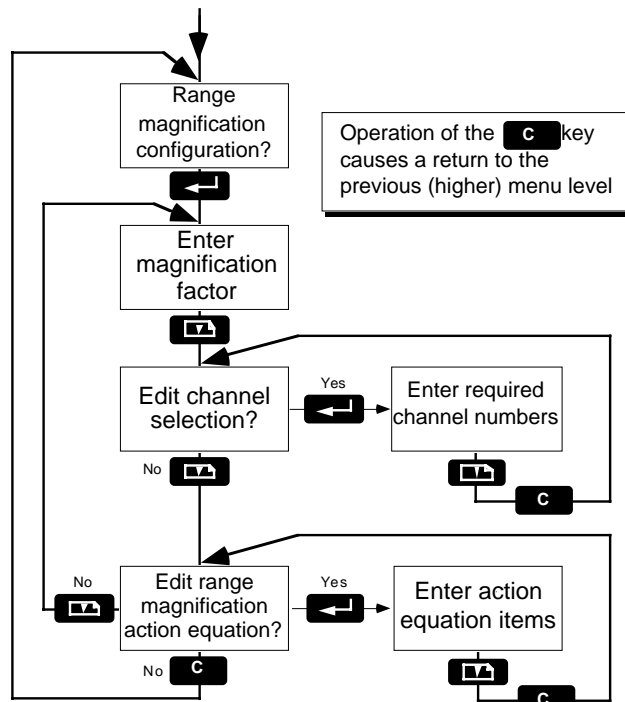 Range
magnification
configuration?
Operation of the C key
causes a return to the
previous (higher) menu level
Enter
magnification
factor
Edit channel
selection?
Yes
Enter required
channel numbers
No
C
No
Edit range
magnification
action equation?
Yes
Enter action
equation items
No C
C